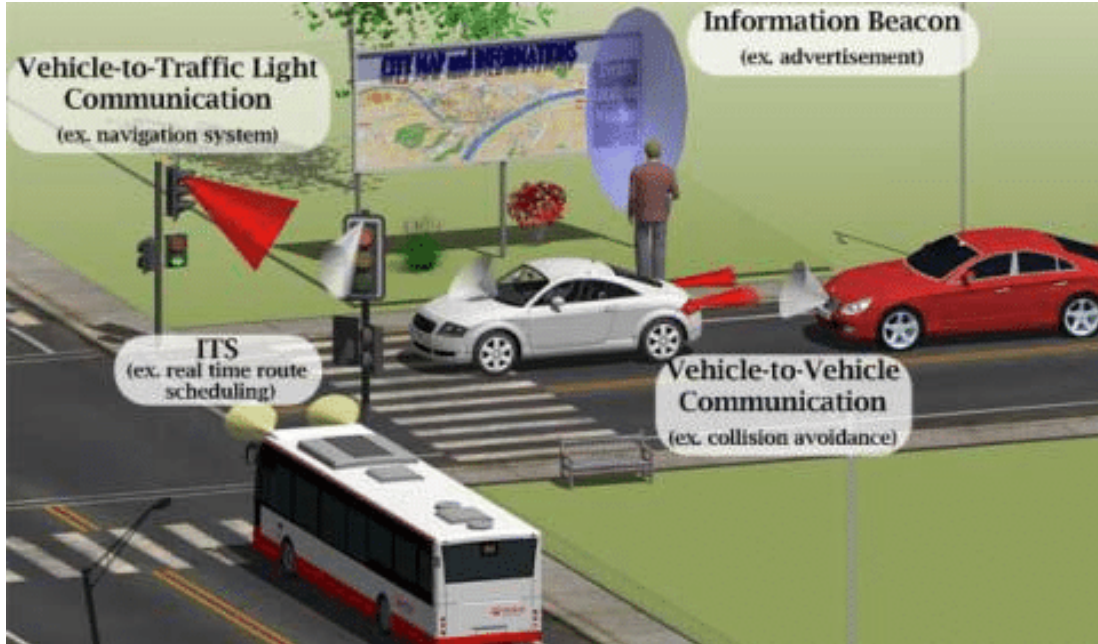 Vehicle-to-Traffic Light
Communication
(ex. navigation system)
CITY MAP and INFORMATIONS
Information Beacon
(ex. advertisement)
ITS
(ex. real time route
scheduling)
Vehicle-to-Vehicle
Communication
(ex. collision avoidance)